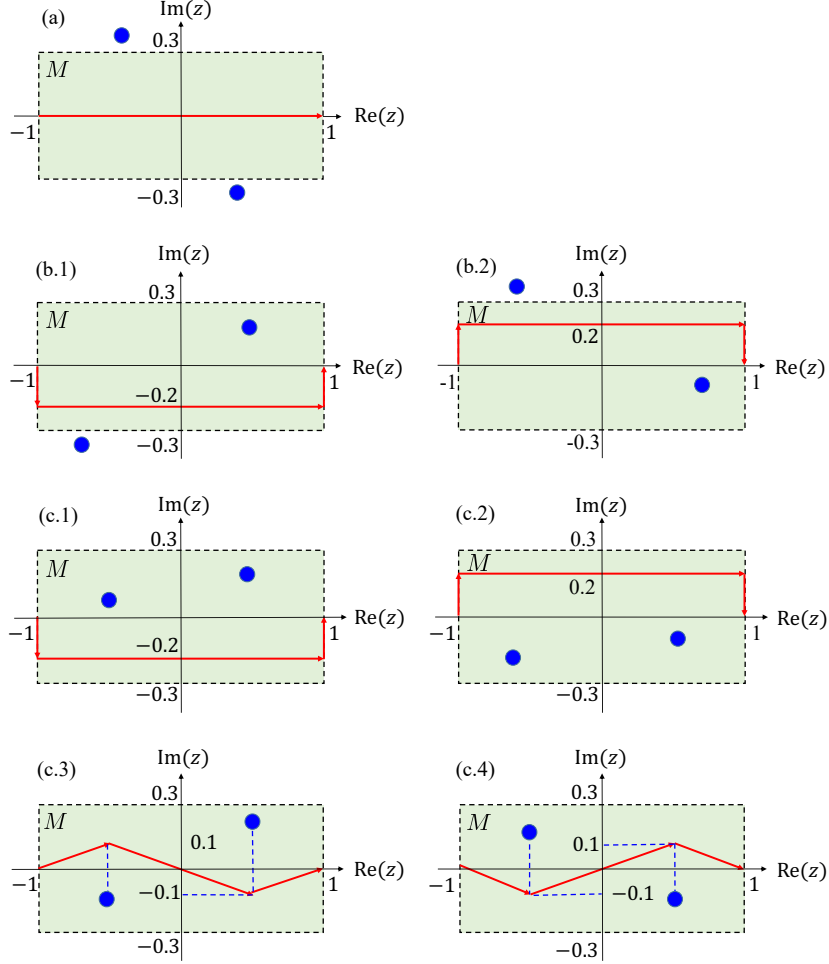 (a)
Im(z)
0.3
M
−1
1
Re(z)
−0.3
(b.1)
Im(z)
0.3
M
−1
−0.2
1
Re(z)
−0.3
(b.2)
Im(z)
0.3
M
0.2
-1
1
Re(z)
-0.3
(c.1)
Im(z)
0.3
M
−1
−0.2
1
Re(z)
−0.3
(c.2)
Im(z)
0.3
M
0.2
−1
1
Re(z)
−0.3
(c.3)
Im(z)
0.3
M
0.1
−1
−0.1
1
Re(z)
−0.3
(c.4)
Im(z)
0.3
M
0.1
−1
−0.1
1
Re(z)
−0.3